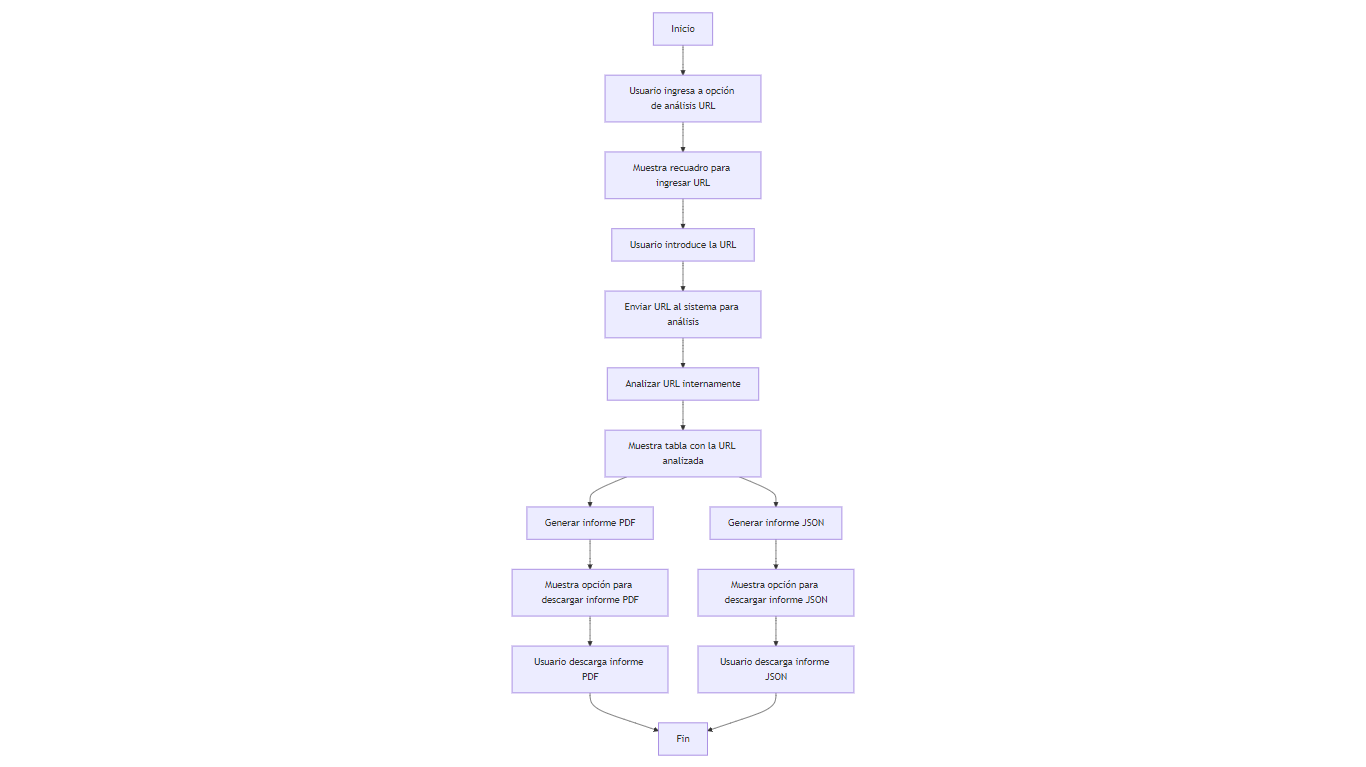 Inicio
Usuario ingresa a opción
de análisis URL
Muestra recuadro para
ingresar URL
Usuario introduce la URL
Enviar URL al sistema para
análisis
Analizar URL internamente
Muestra tabla con la URL
analizada
Generar informe PDF
Generar informe JSON
Muestra opción para
descargar informe PDF
Muestra opción para
descargar informe JSON
Usuario descarga informe
PDF
Usuario descarga informe
JSON
Fin